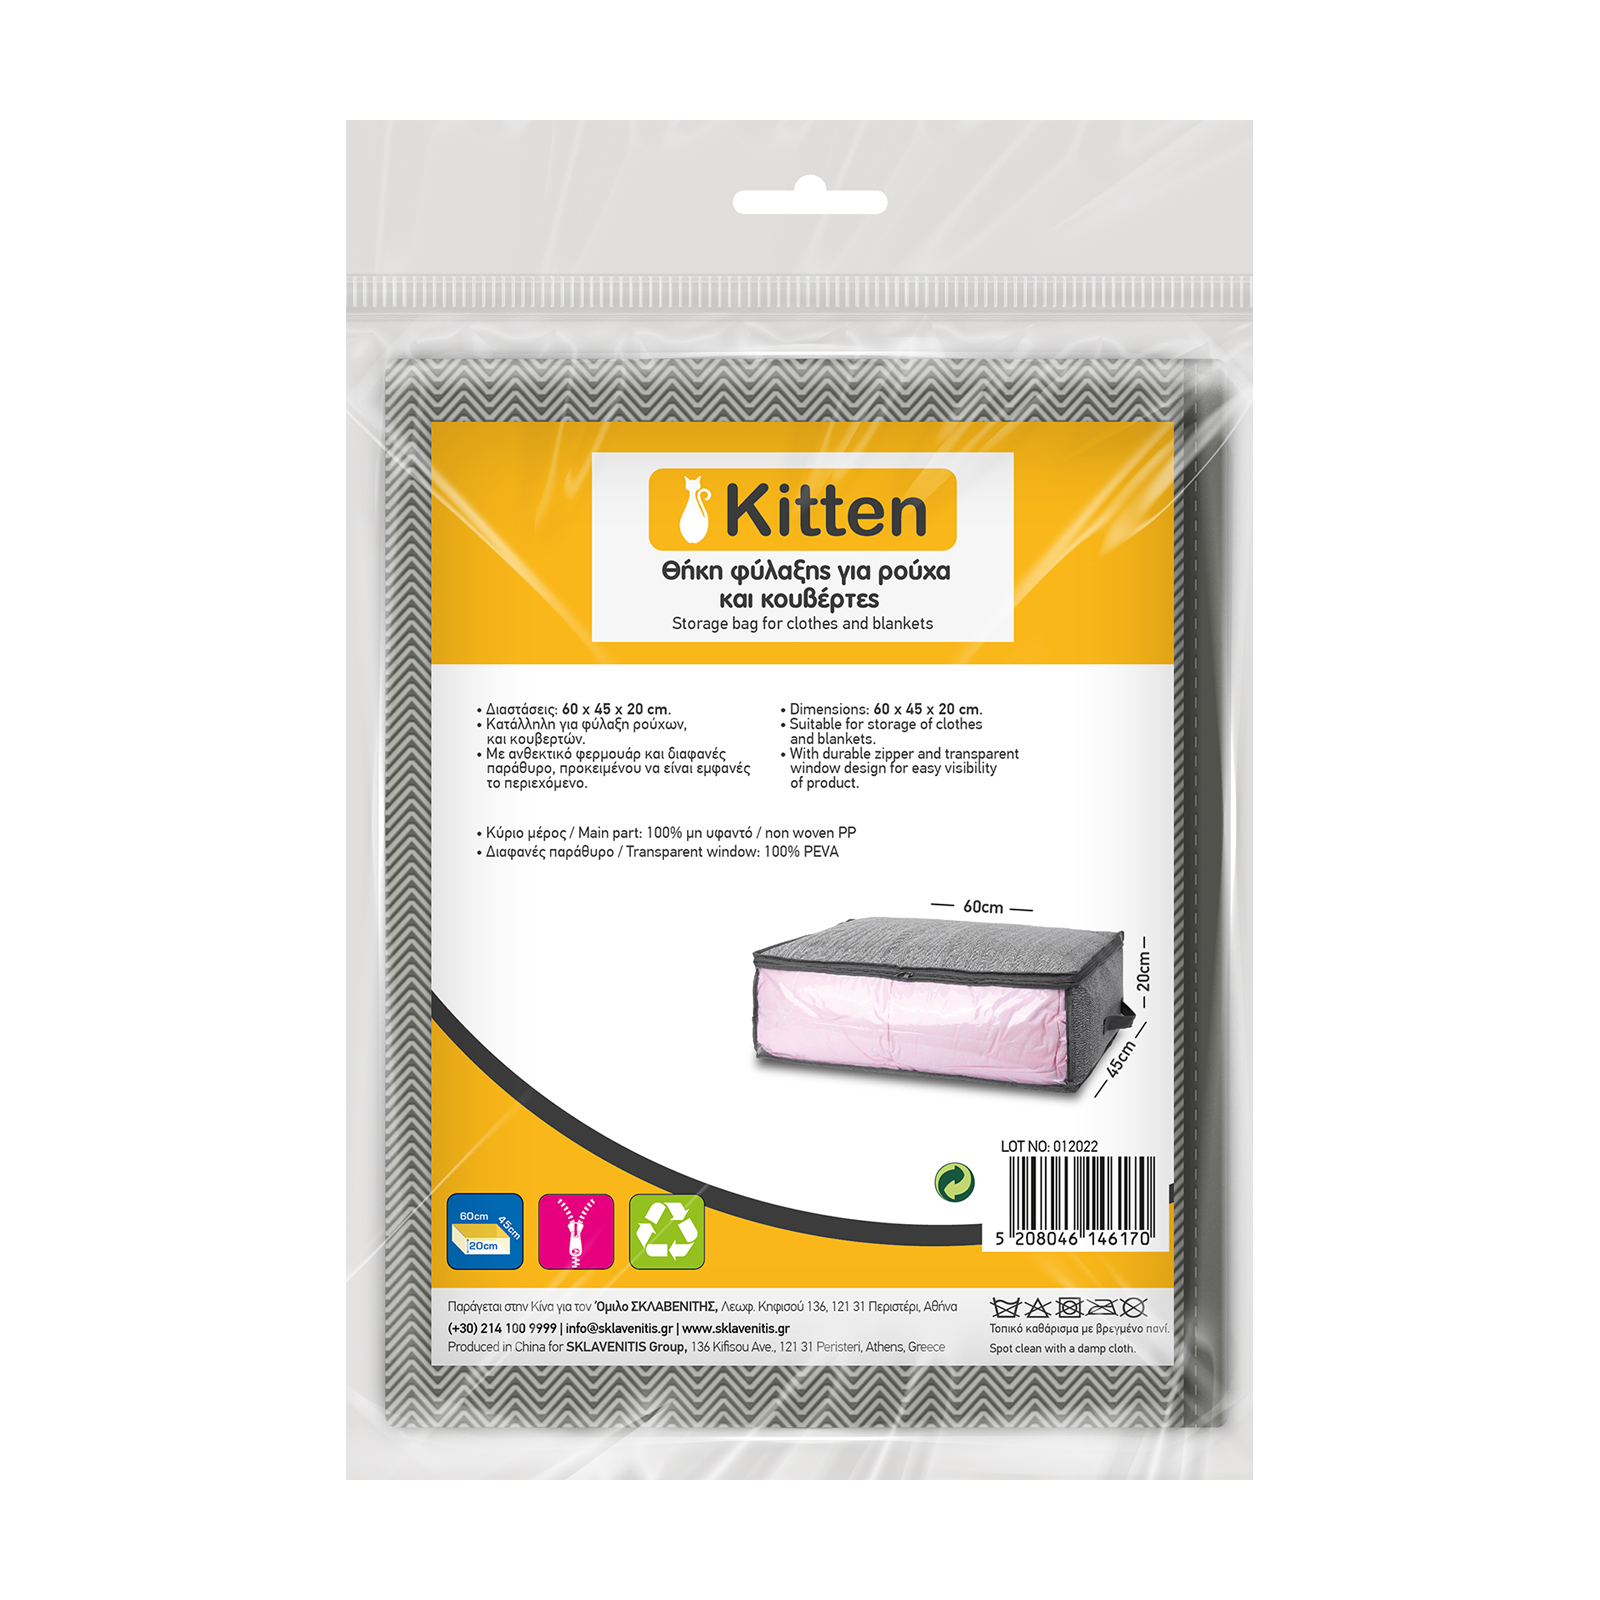 Kitten
Θήκη φύλαξης για ρούχα
και κουβέρτες
Storage bag for clothes and blankets
• Διαστάσεις: 60 x 45 x 20 cm.
• Κατάλληλη για φύλαξη ρούχων,
και κουβερτών.
• Με ανθεκτικό φερμουάρ και διαφανές
παράθυρο, προκειμένου να είναι εμφανές
το περιεχόμενο.
• Dimensions: 60 x 45 x 20 cm.
• Suitable for storage of clothes
and blankets.
• With durable zipper and transparent
window design for easy visibility
of product.
• Κύριο μέρος / Main part: 100% μη υφαντό / non woven PP
• Διαφανές παράθυρο / Transparent window: 100% PEVA
60cm
20cm
45cm
LOT NO: 012022
5 208046 146170
60cm
45cm
20cm
Παράγεται στην Κίνα για τον Όμιλο ΣΚΛΑΒΕΝΙΤΗΣ, Λεωφ. Κηφισού 136, 121 31 Περιστέρι, Αθήνα
(+30) 214 100 9999 | info@sklavenitis.gr | www.sklavenitis.gr
Produced in China for SKLAVENITIS Group, 136 Kifisou Ave., 121 31 Peristeri, Athens, Greece
Τοπικό καθάρισμα με βρεγμένο πανί.
Spot clean with a damp cloth.